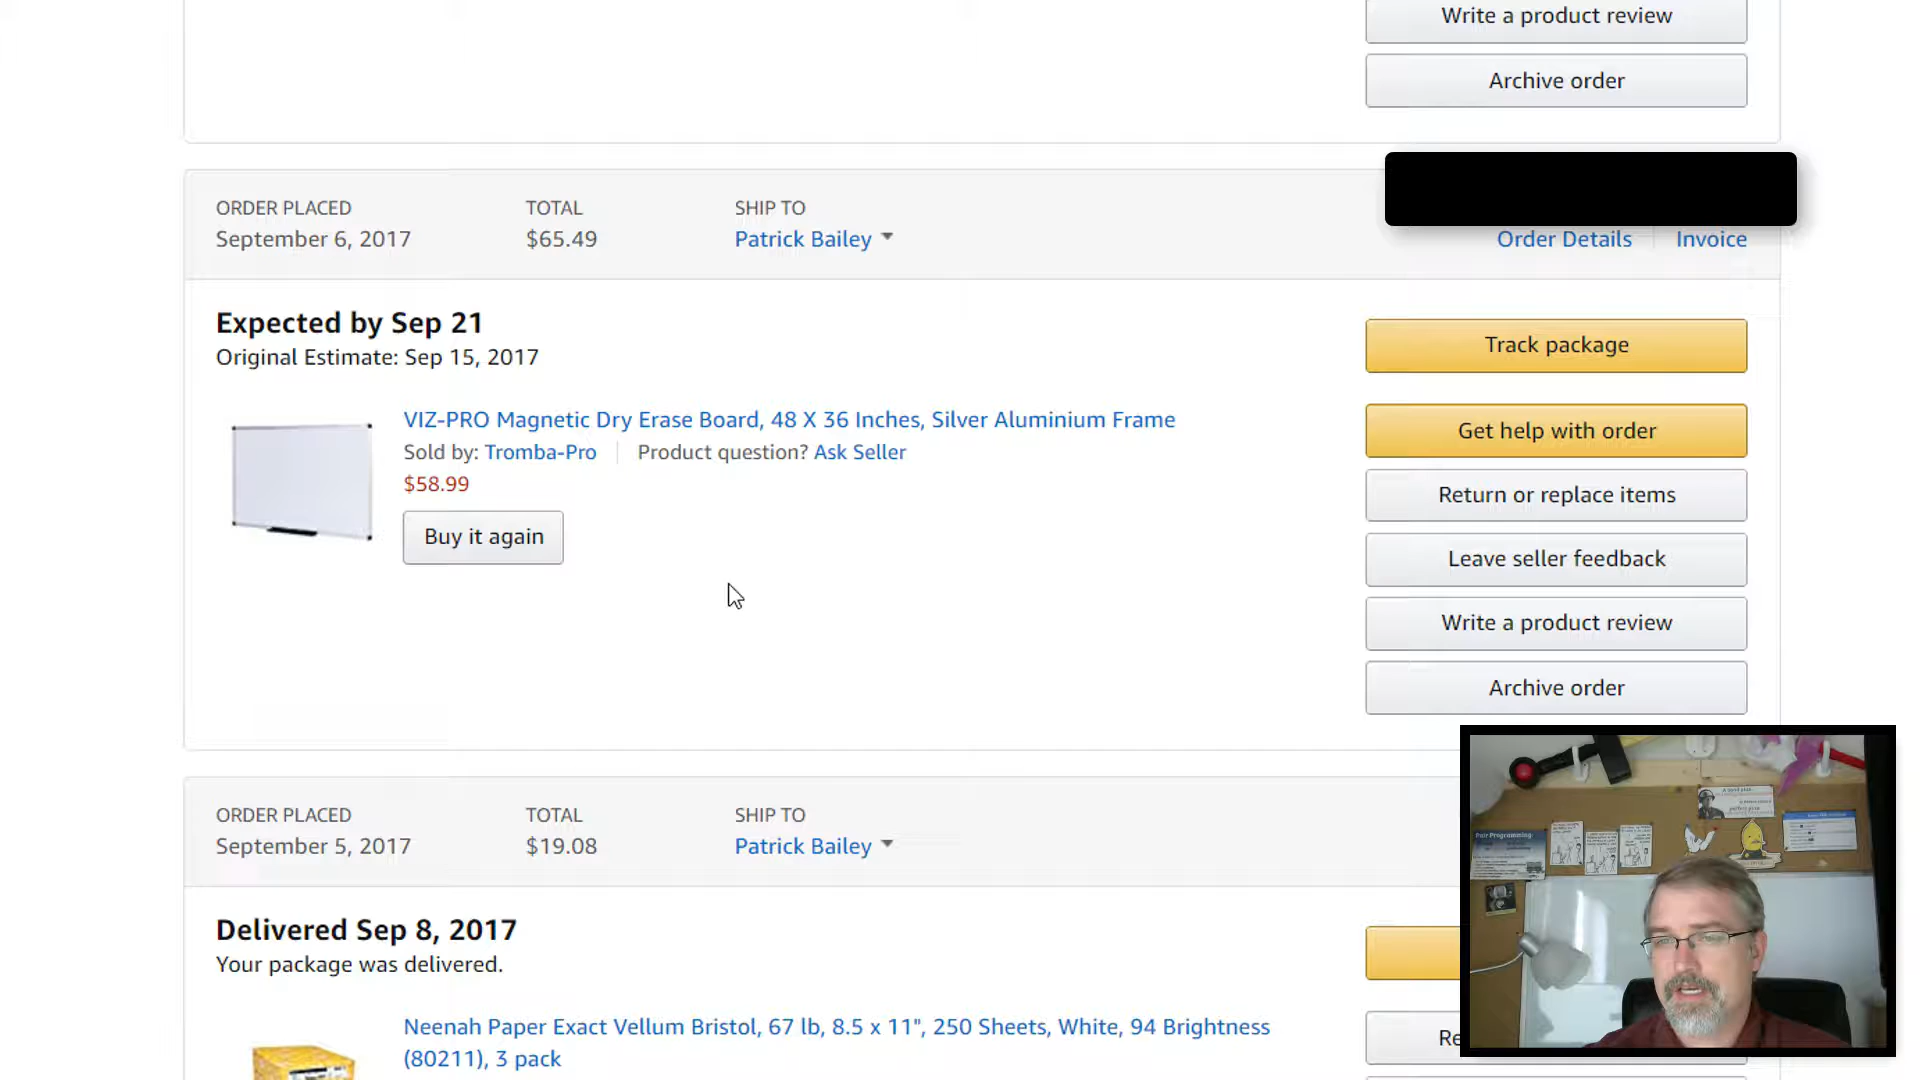 Write a product review
Archive order
ORDER PLACED
September 6, 2017
TOTAL
$65.49
SHIP TO
Patrick Bailey
Order Details
Invoice
Expected by Sep 21
Original Estimate: Sep 15, 2017
VIZ-PRO Magnetic Dry Erase Board, 48 X 36 Inches, Silver Aluminium Frame
Sold by: Tromba-Pro
Product question? Ask Seller
$58.99
Buy it again
Track package
Get help with order
Return or replace items
Leave seller feedback
Write a product review
Archive order
ORDER PLACED
September 5, 2017
TOTAL
$19.08
SHIP TO
Patrick Bailey
Delivered Sep 8, 2017
Your package was delivered.
Neenah Paper Exact Vellum Bristol, 67 lb, 8.5 x 11", 250 Sheets, White, 94 Brightness
(80211), 3 pack
Re
Pair Programming